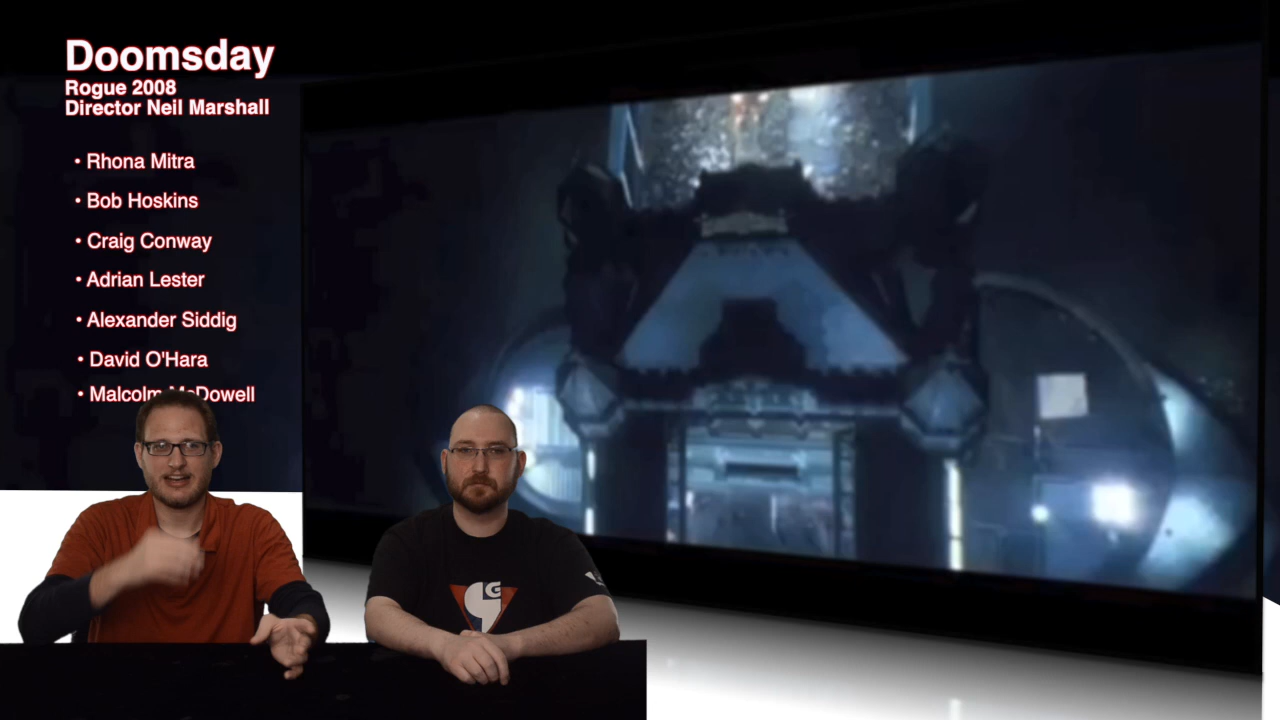 Doomsday
Rogue 2008
Director Neil Marshall
• Rhona Mitra
• Bob Hoskins
• Craig Conway
• Adrian Lester
• Alexander Siddig
• David O'Hara
• Malcolm McDowell
G